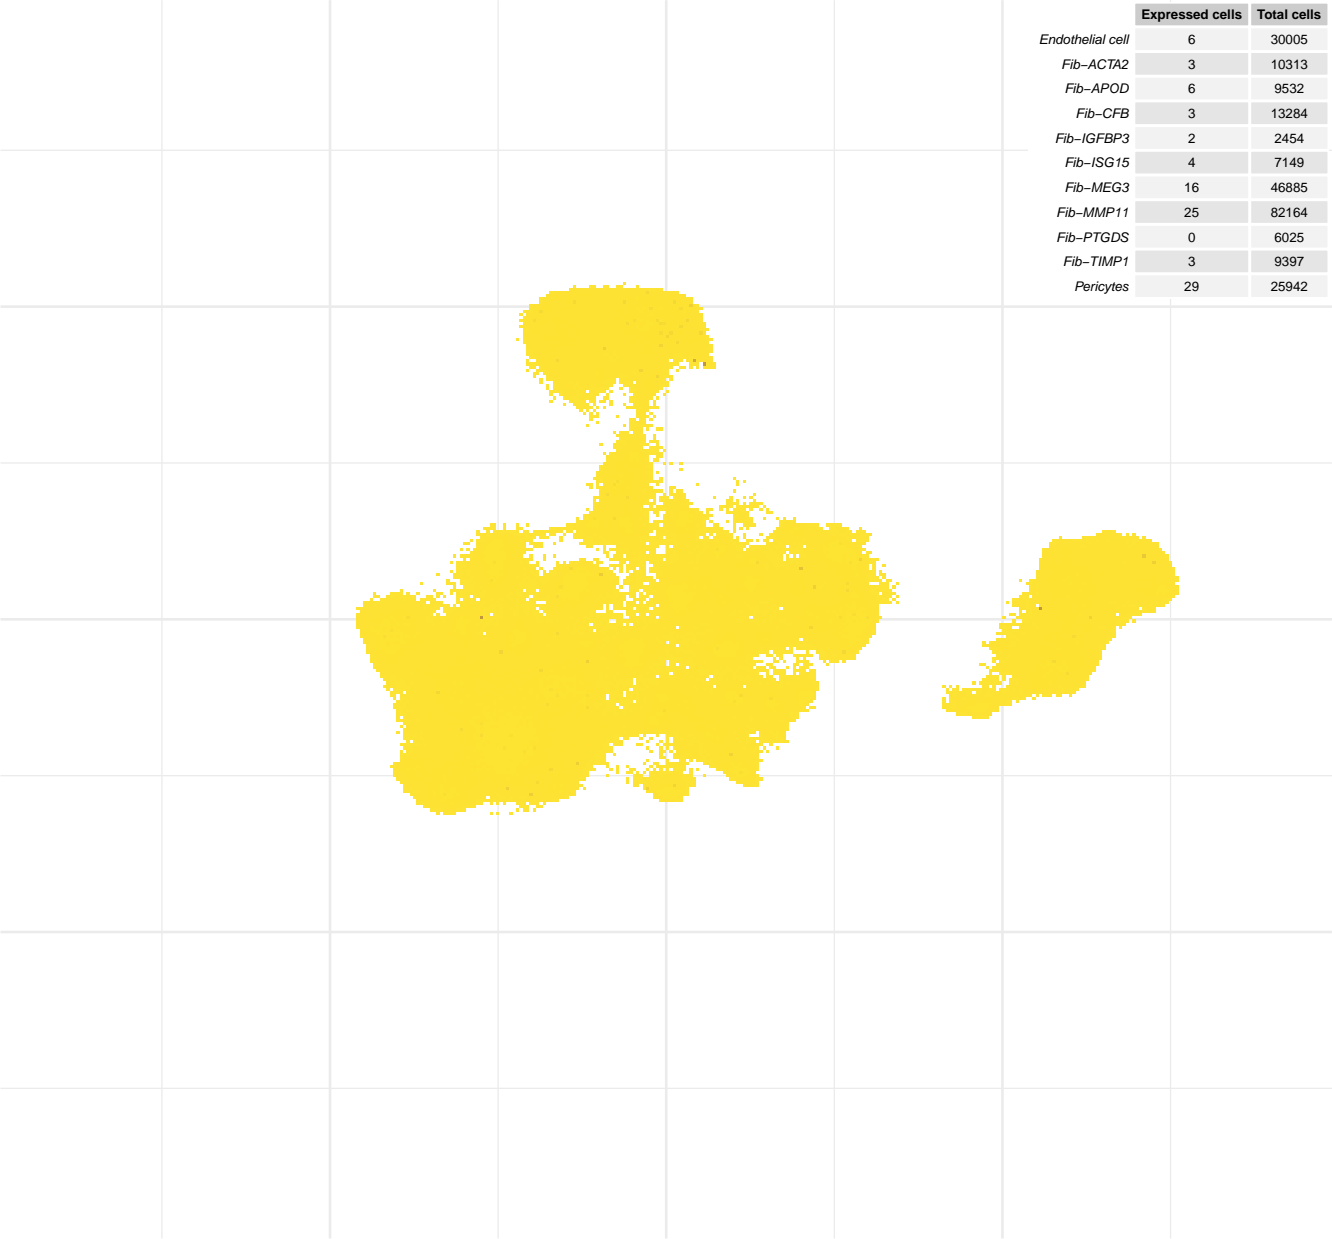 Expressed cells Total cells
Endothelial cell 6 30005
Fib−ACTA2 3 10313
Fib−APOD 6 9532
Fib−CFB 3 13284
Fib−IGFBP3 2 2454
Fib−ISG15 4 7149
Fib−MEG3 16 46885
Fib−MMP11 25 82164
Fib−PTGDS 0 6025
Fib−TIMP1 3 9397
Pericytes 29 25942